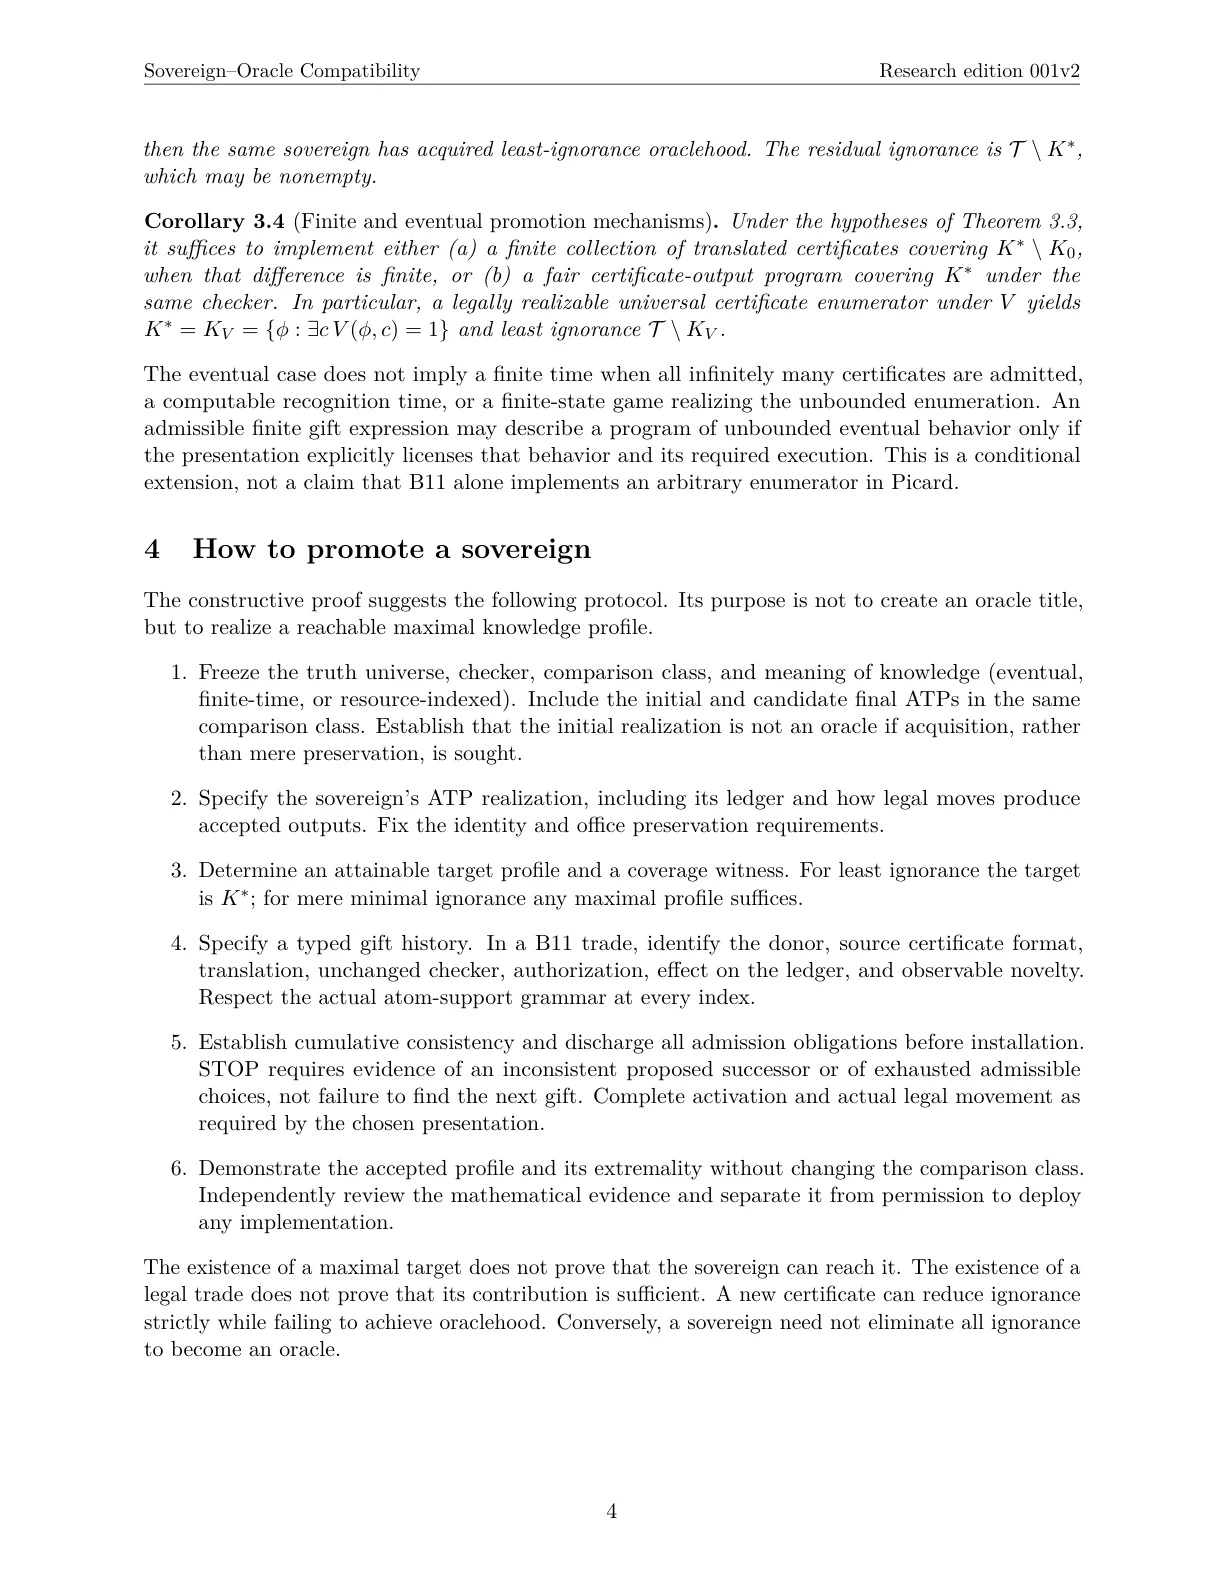 Sovereign–Oracle Compatibility Research edition 001v2
then the same sovereign has acquired least-ignorance oraclehood. The residual ignorance is 𝒯 \ K*,
which may be nonempty.
Corollary 3.4 (Finite and eventual promotion mechanisms). Under the hypotheses of Theorem 3.3,
it suffices to implement either (a) a finite collection of translated certificates covering K* \ K₀,
when that difference is finite, or (b) a fair certificate-output program covering K* under the
same checker. In particular, a legally realizable universal certificate enumerator under V yields
K* = K_V = {ϕ : ∃c V(ϕ, c) = 1} and least ignorance 𝒯 \ K_V.
The eventual case does not imply a finite time when all infinitely many certificates are admitted,
a computable recognition time, or a finite-state game realizing the unbounded enumeration. An
admissible finite gift expression may describe a program of unbounded eventual behavior only if
the presentation explicitly licenses that behavior and its required execution. This is a conditional
extension, not a claim that B11 alone implements an arbitrary enumerator in Picard.
4 How to promote a sovereign
The constructive proof suggests the following protocol. Its purpose is not to create an oracle title,
but to realize a reachable maximal knowledge profile.
1. Freeze the truth universe, checker, comparison class, and meaning of knowledge (eventual,
finite-time, or resource-indexed). Include the initial and candidate final ATPs in the same
comparison class. Establish that the initial realization is not an oracle if acquisition, rather
than mere preservation, is sought.
2. Specify the sovereign's ATP realization, including its ledger and how legal moves produce
accepted outputs. Fix the identity and office preservation requirements.
3. Determine an attainable target profile and a coverage witness. For least ignorance the target
is K*; for mere minimal ignorance any maximal profile suffices.
4. Specify a typed gift history. In a B11 trade, identify the donor, source certificate format,
translation, unchanged checker, authorization, effect on the ledger, and observable novelty.
Respect the actual atom-support grammar at every index.
5. Establish cumulative consistency and discharge all admission obligations before installation.
STOP requires evidence of an inconsistent proposed successor or of exhausted admissible
choices, not failure to find the next gift. Complete activation and actual legal movement as
required by the chosen presentation.
6. Demonstrate the accepted profile and its extremality without changing the comparison class.
Independently review the mathematical evidence and separate it from permission to deploy
any implementation.
The existence of a maximal target does not prove that the sovereign can reach it. The existence of a
legal trade does not prove that its contribution is sufficient. A new certificate can reduce ignorance
strictly while failing to achieve oraclehood. Conversely, a sovereign need not eliminate all ignorance
to become an oracle.
4